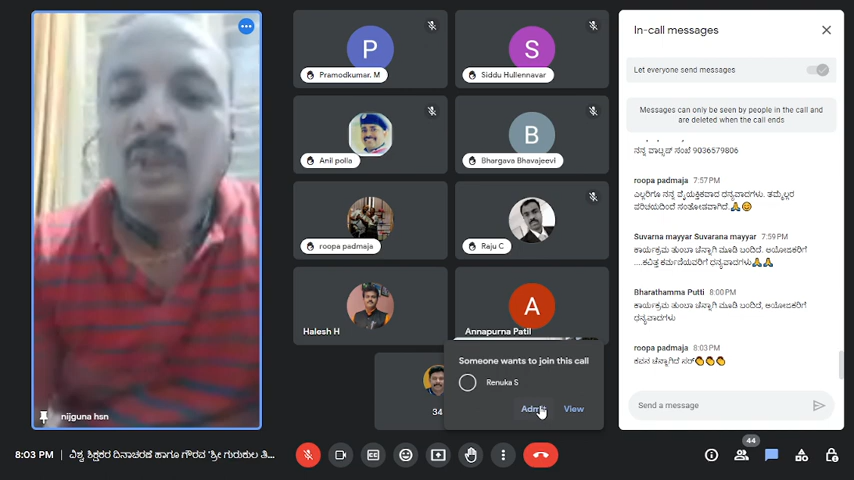 P
Pramodkumar. M
S
Siddu Hullennavar
Anil polla
B
Bhargava Bhavajeevi
roopa padmaja
Raju C
Halesh H
A
Annapurna Patil
34
nijguna hsn
Someone wants to join this call
Renuka S
Admit
View
In-call messages
Let everyone send messages
Messages can only be seen by people in the call and
are deleted when the call ends
ನನ್ನ ವಾಟ್ಸಪ್ ಸಂಖೆ 9036579806
roopa padmaja 7:57 PM
ಎಲ್ಲರಿಗೂ ನನ್ನ ವೈಯಕ್ತಿಕವಾದ ಧನ್ಯವಾದಗಳು. ತಮ್ಮೆಲ್ಲರ
ಪರಿಚಯದಿಂದ ಸಂತೋಷವಾಗಿದೆ 🙏😊
Suvarna mayyar Suvarana mayyar 7:59 PM
ಕಾರ್ಯಕ್ರಮ ತುಂಬಾ ಚೆನ್ನಾಗಿ ಮೂಡಿ ಬಂದಿದೆ. ಆಯೋಜಕರಿಗೆ
....ಕವಿತ್ತ ಕರ್ಮಣಿಯವರಿಗೆ ಧನ್ಯವಾದಗಳು🙏🙏
Bharathamma Putti 8:00 PM
ಕಾರ್ಯಕ್ರಮ ತುಂಬಾ ಚೆನ್ನಾಗಿ ಮೂಡಿ ಬಂದಿದೆ, ಆಯೋಜಕರಿಗೆ
ಧನ್ಯವಾದಗಳು
roopa padmaja 8:03 PM
ಕವನ ಚೆನ್ನಾಗಿದೆ ಸರ್👏👏👏
Send a message
8:03 PM | ವಿಶ್ವ ಶಿಕ್ಷಕರ ದಿನಾಚರಣೆ ಹಾಗೂ ಗೌರವ 'ಶ್ರೀ ಗುರುಕುಲ ತಿ...
44